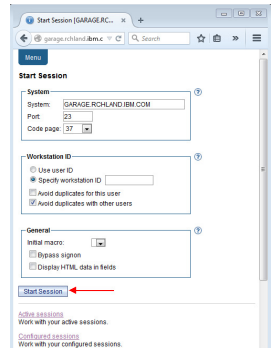 Start Session [GARAGE.RC...
garage.rchland.ibm.c
Search
Menu
Start Session
System
System: GARAGE.RCHLAND.IBM.COM
Port 23
Code page: 37
Workstation ID
Use user ID
Specify workstation ID
Avoid duplicates for this user
Avoid duplicates with other users
General
Initial macro:
Bypass signon
Display HTML data in fields
Start Session
Active sessions
Work with your active sessions.
Configured sessions
Work with your configured sessions.